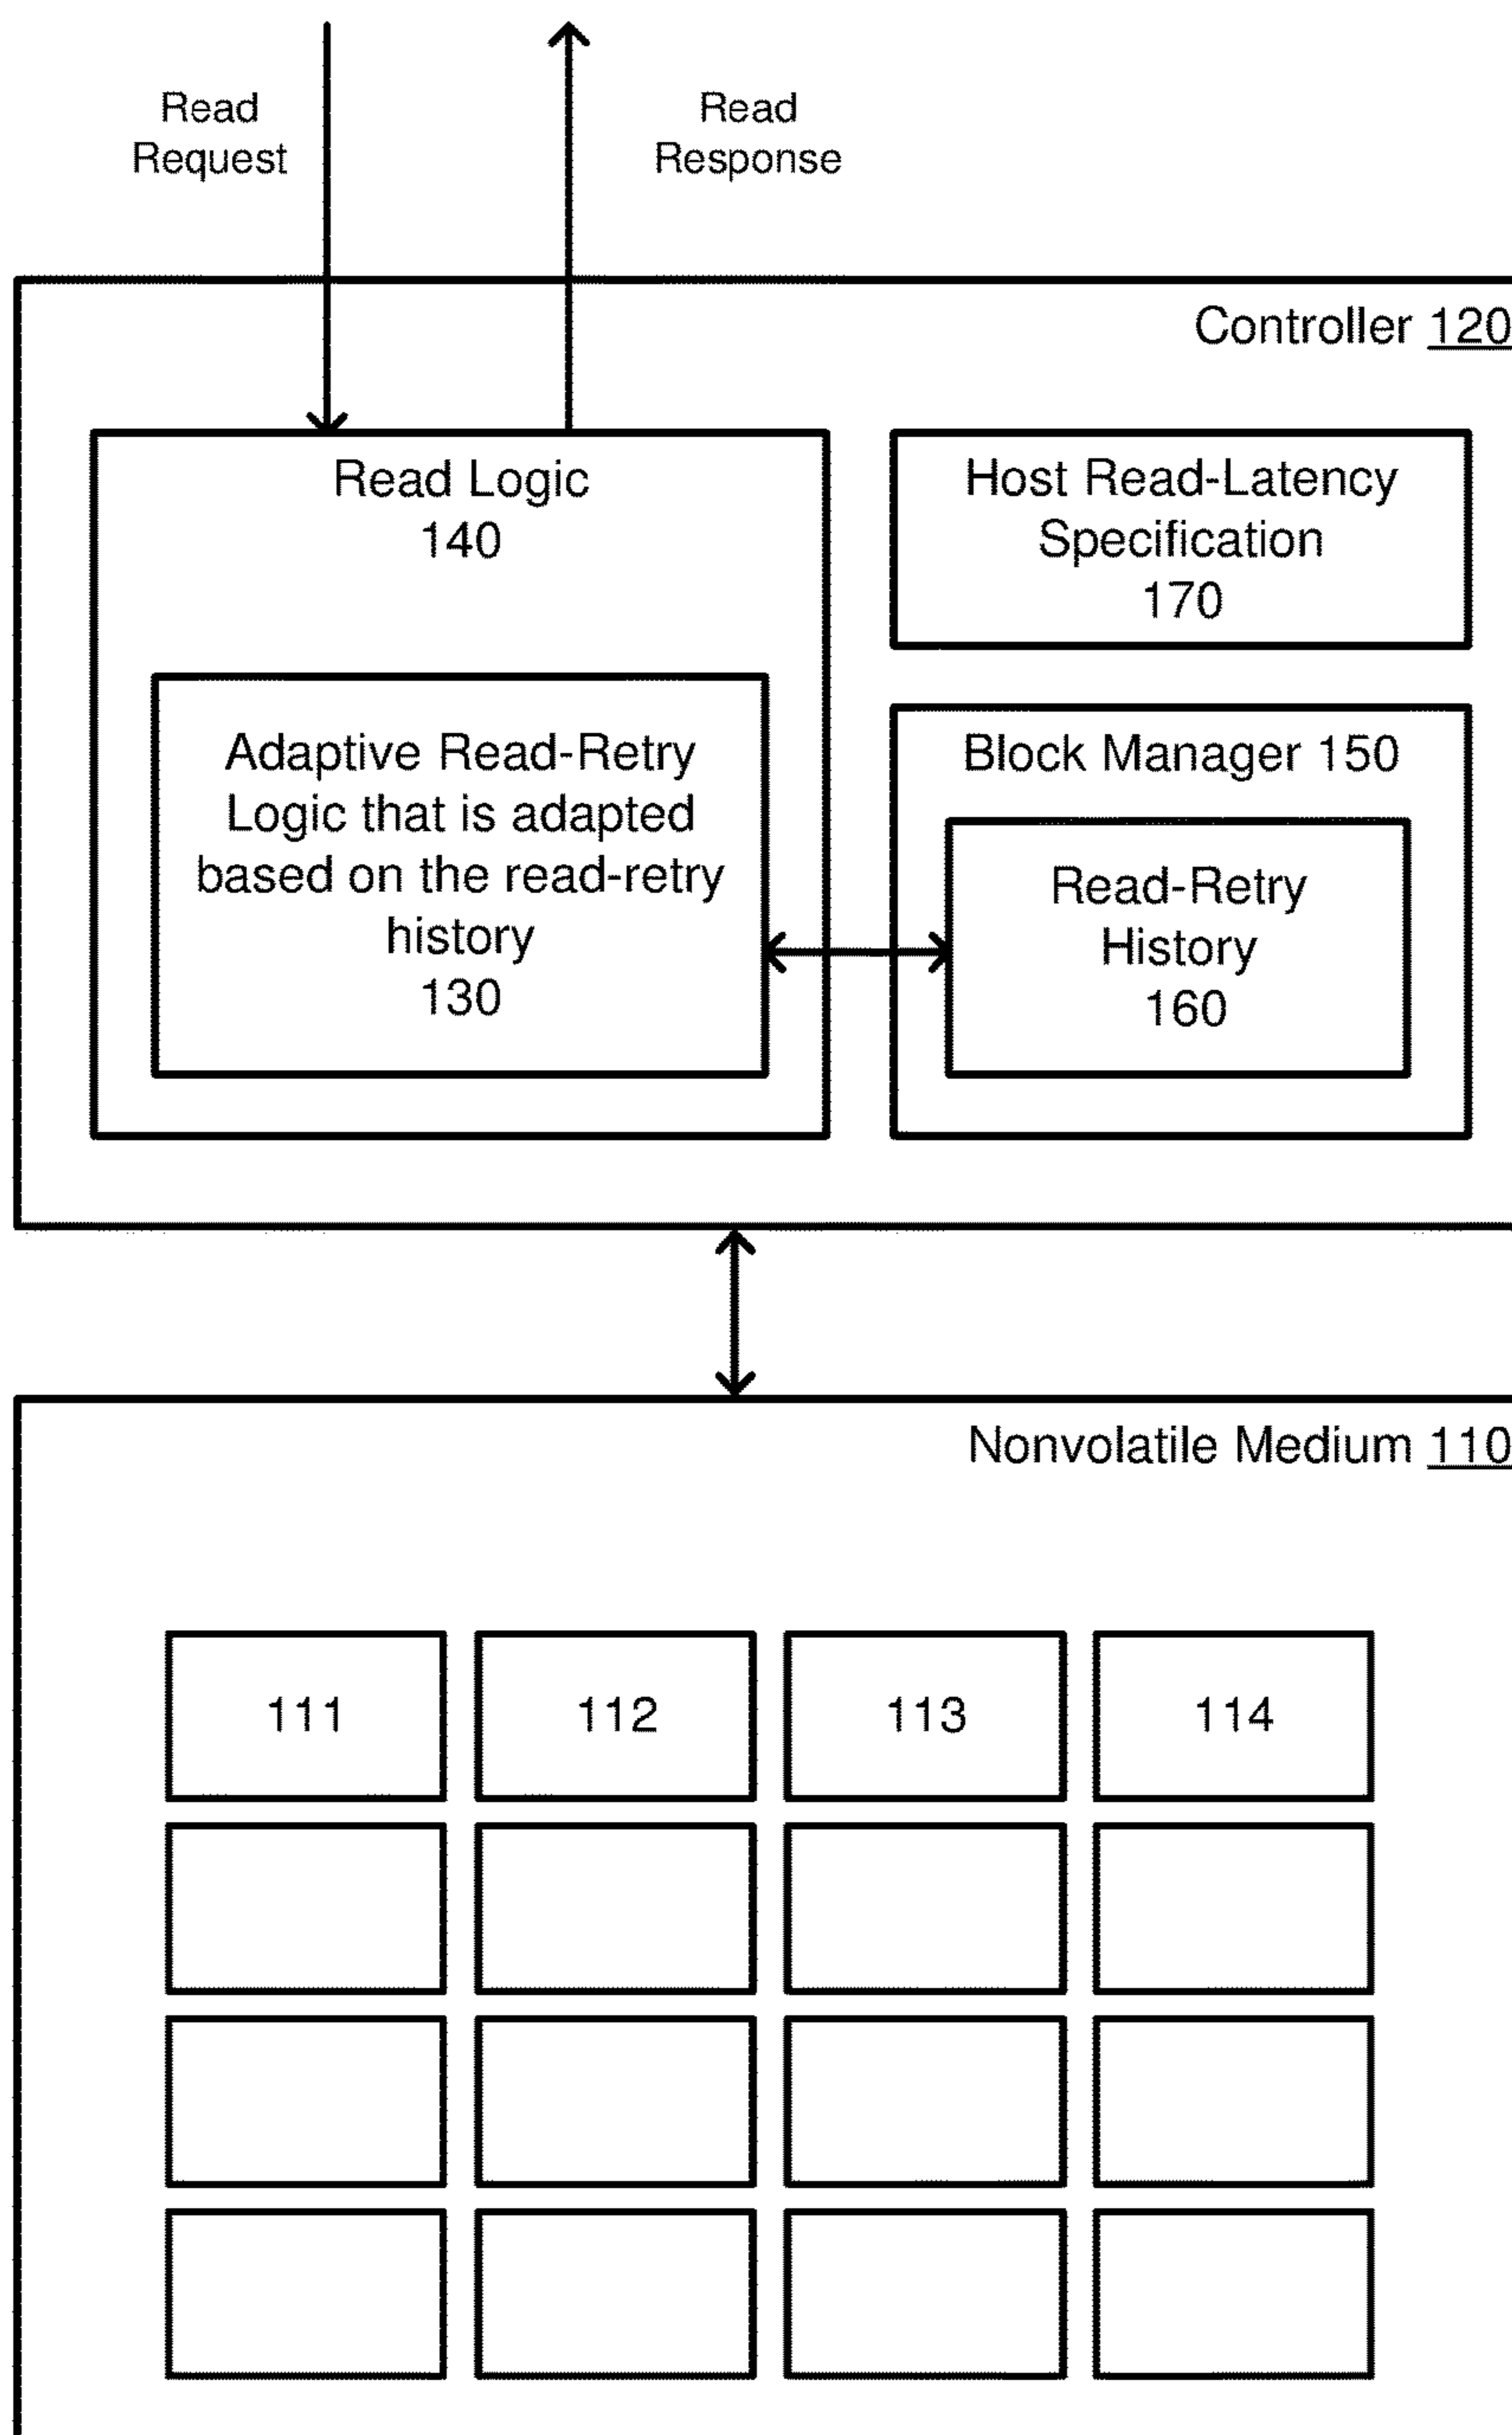 Read
Request
Read
Response
Controller 120
Read Logic
140
Host Read-Latency
Specification
170
Adaptive Read-Retry
Logic that is adapted
based on the read-retry
history
130
Block Manager 150
Read-Retry
History
160
Nonvolatile Medium 110
111
112
113
114